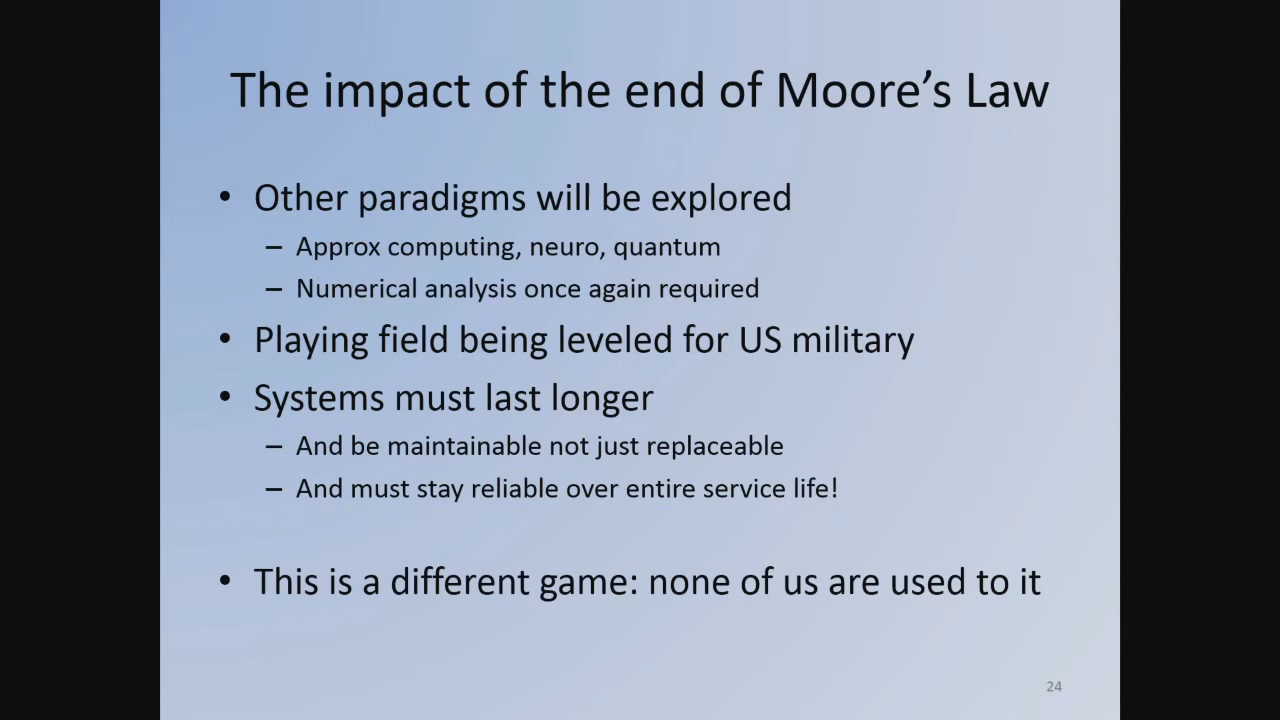 The impact of the end of Moore’s Law
• Other paradigms will be explored
– Approx computing, neuro, quantum
– Numerical analysis once again required
• Playing field being leveled for US military
• Systems must last longer
– And be maintainable not just replaceable
– And must stay reliable over entire service life!
• This is a different game: none of us are used to it
24